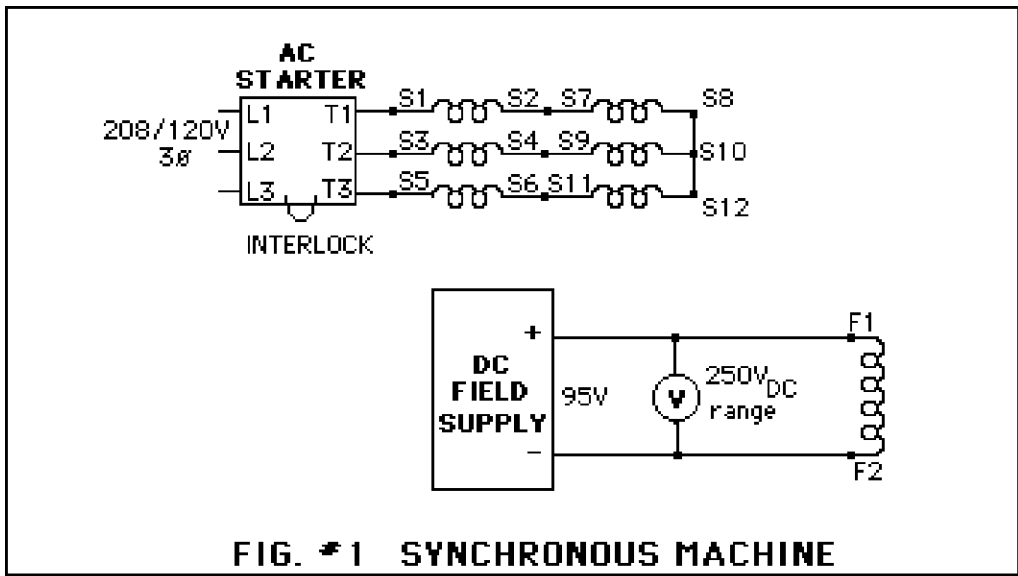 AC
STARTER
208/120V
3ø
L1 T1
L2 T2
L3 T3
S1 S2 S7 S8
S3 S4 S9 S10
S5 S6 S11 S12
INTERLOCK
+
DC
FIELD
SUPPLY
−
95V
V
250VDC
range
F1
F2
FIG. #1 SYNCHRONOUS MACHINE